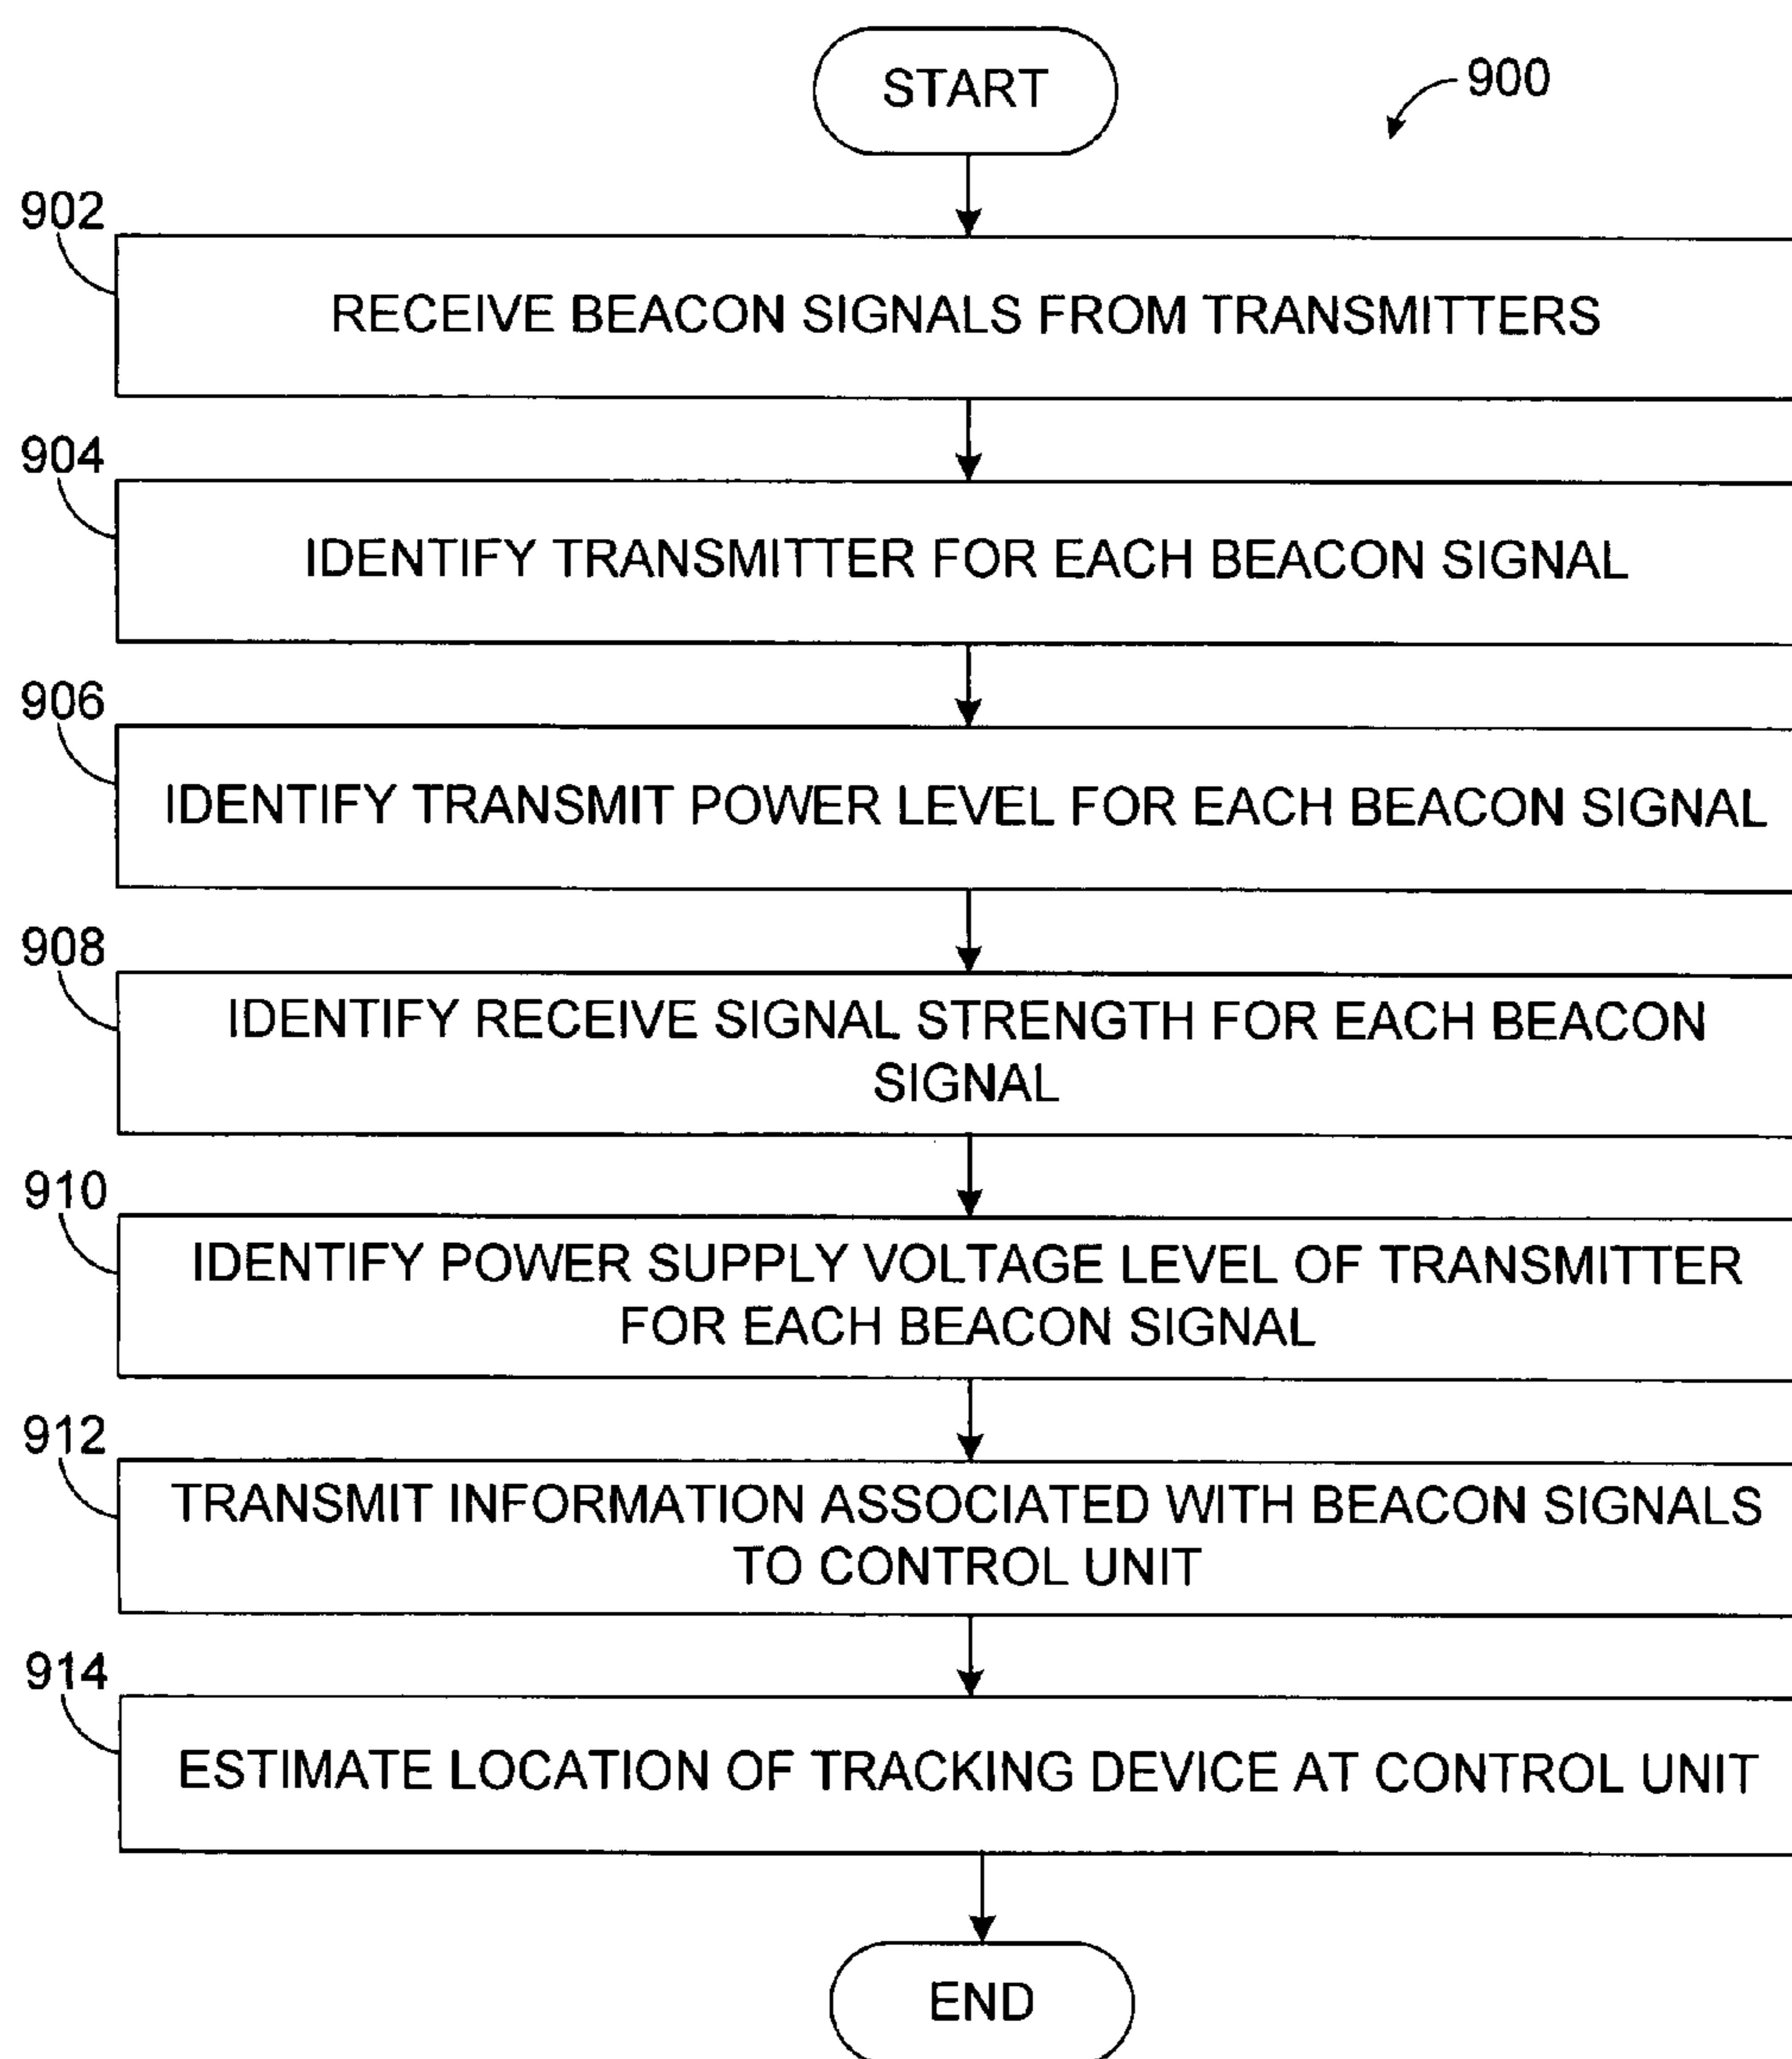 START
900
902
RECEIVE BEACON SIGNALS FROM TRANSMITTERS
904
IDENTIFY TRANSMITTER FOR EACH BEACON SIGNAL
906
IDENTIFY TRANSMIT POWER LEVEL FOR EACH BEACON SIGNAL
908
IDENTIFY RECEIVE SIGNAL STRENGTH FOR EACH BEACON
SIGNAL
910
IDENTIFY POWER SUPPLY VOLTAGE LEVEL OF TRANSMITTER
FOR EACH BEACON SIGNAL
912
TRANSMIT INFORMATION ASSOCIATED WITH BEACON SIGNALS
TO CONTROL UNIT
914
ESTIMATE LOCATION OF TRACKING DEVICE AT CONTROL UNIT
END